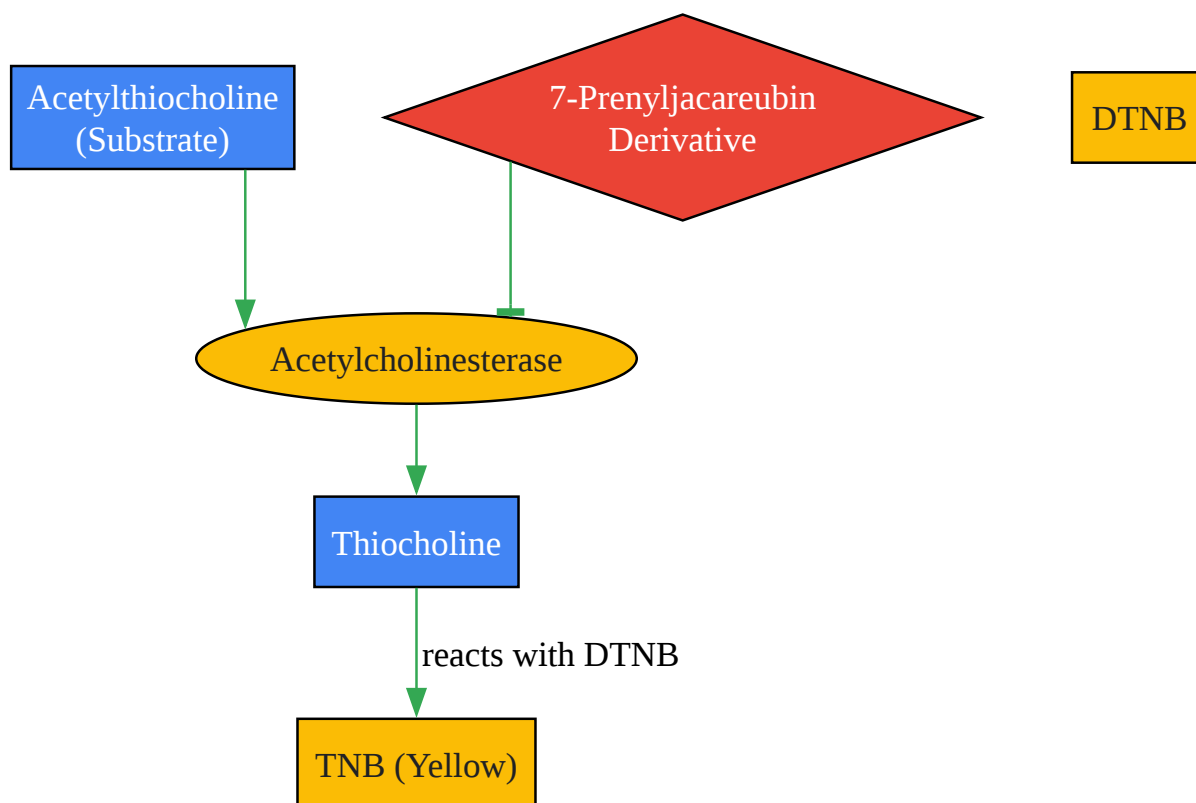 Acetylthiocholine
(Substrate)
7-Prenyljacareubin
Derivative
DTNB
Acetylcholinesterase
Thiocholine
reacts with DTNB
TNB (Yellow)